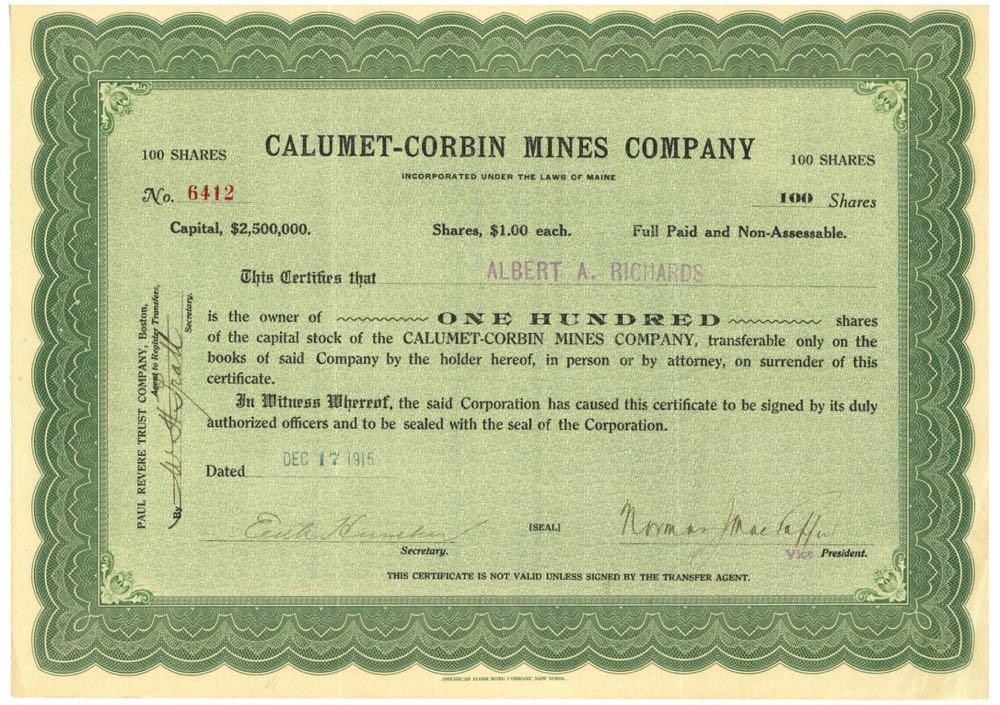 CALUMET-CORBIN MINES COMPANY
100 SHARES
100 SHARES
INCORPORATED UNDER THE LAWS OF MAINE
No. 6412
100 Shares
Capital, $2,500,000.
Shares, $1.00 each.
Full Paid and Non-Assessable.
This Certifies that ALBERT A. RICHARDS
is the owner of ONE HUNDRED shares
of the capital stock of the CALUMET-CORBIN MINES COMPANY, transferable only on the
books of said Company by the holder hereof, in person or by attorney, on surrender of this
certificate.
In Witness Whereof, the said Corporation has caused this certificate to be signed by its duly
authorized officers and to be sealed with the seal of the Corporation.
Dated DEC 17 1915
[SEAL]
Norman J
Secretary.
Vice President.
THIS CERTIFICATE IS NOT VALID UNLESS SIGNED BY THE TRANSFER AGENT.
PAUL REVERE TRUST COMPANY, Boston,
Agent to Register Transfers,
By W H
Secretary.
AMERICAN BANK NOTE COMPANY, NEW YORK.